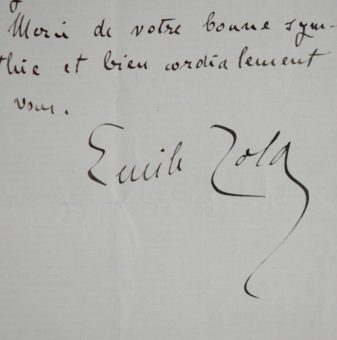 Merci de votre bonne sym-
thie et bien cordialement
vous.
Emile Zola